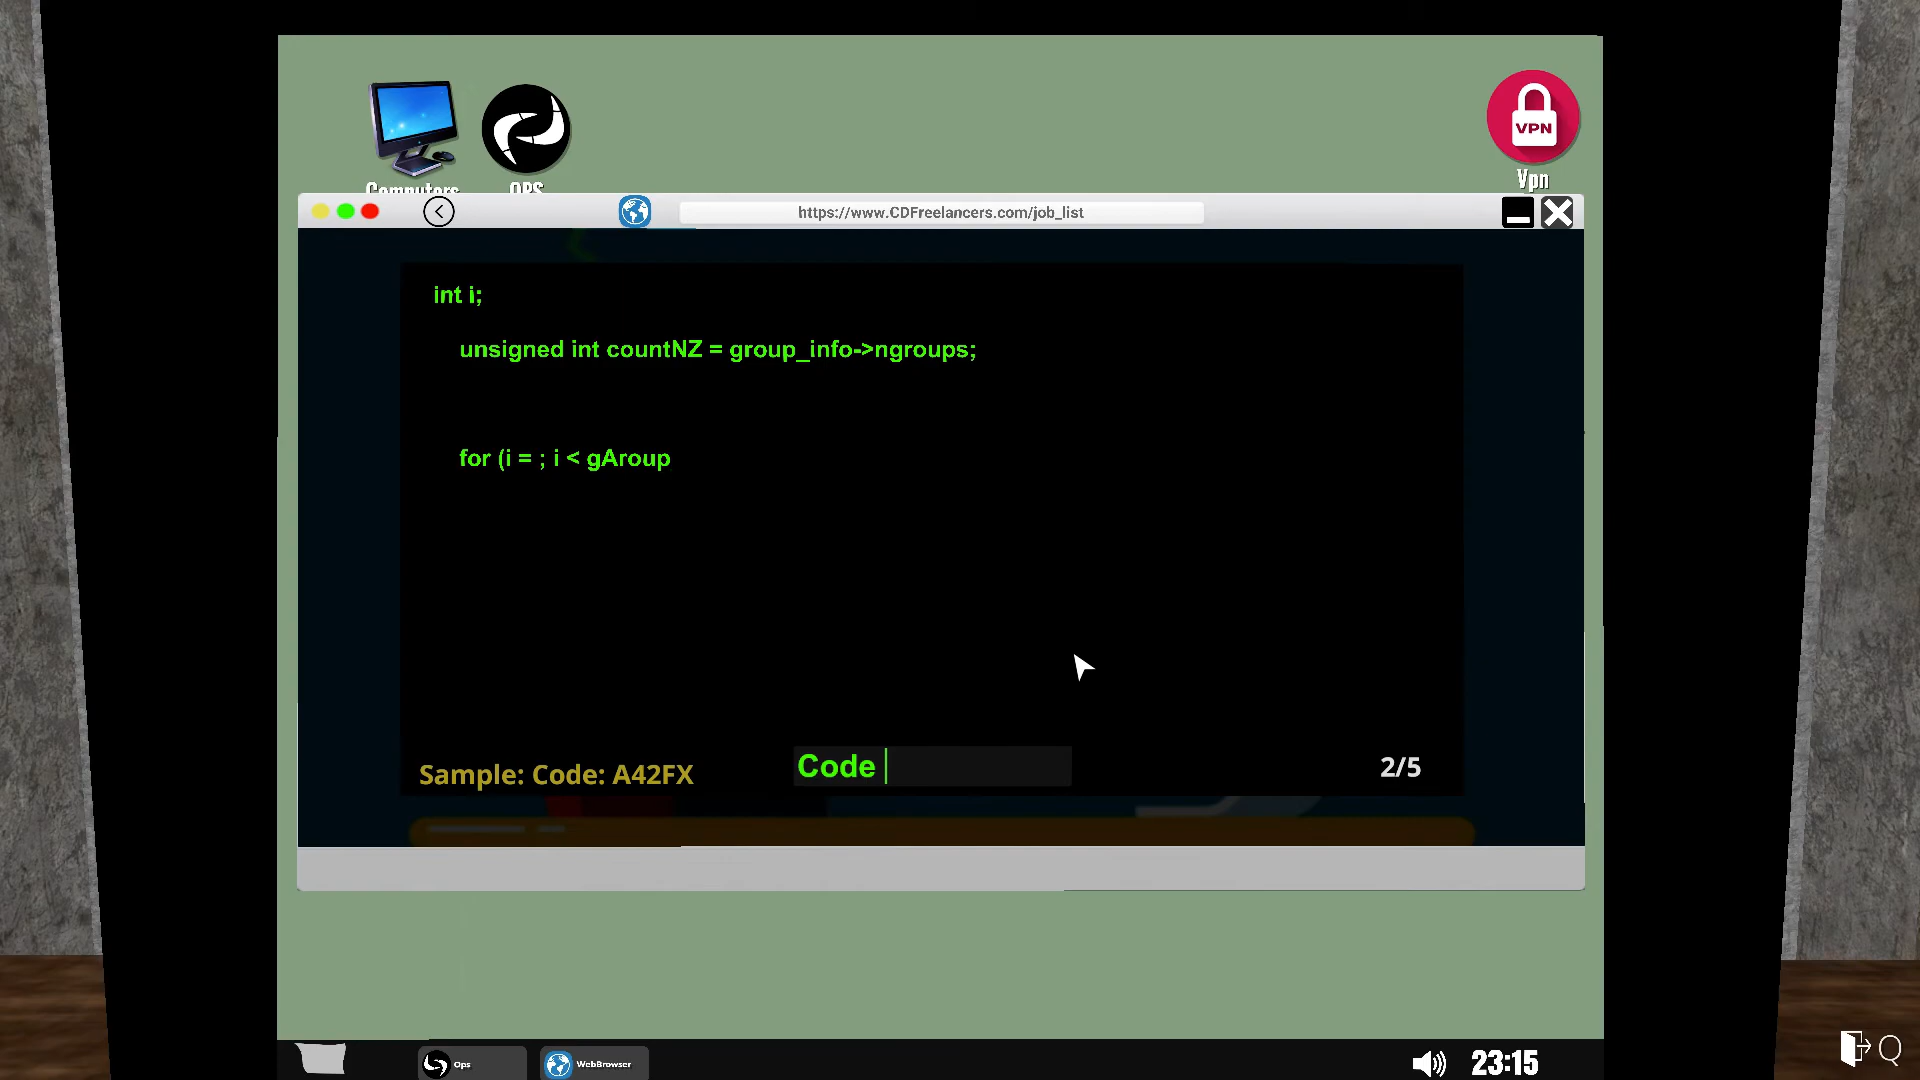 VPN
Computers
OPS
Vpn
https://www.CDFreelancers.com/job_list
int i;
unsigned int countNZ = group_info->ngroups;
for (i = ; i < gAroup
Sample: Code: A42FX
Code
2/5
Ops
WebBrowser
23:15
Q